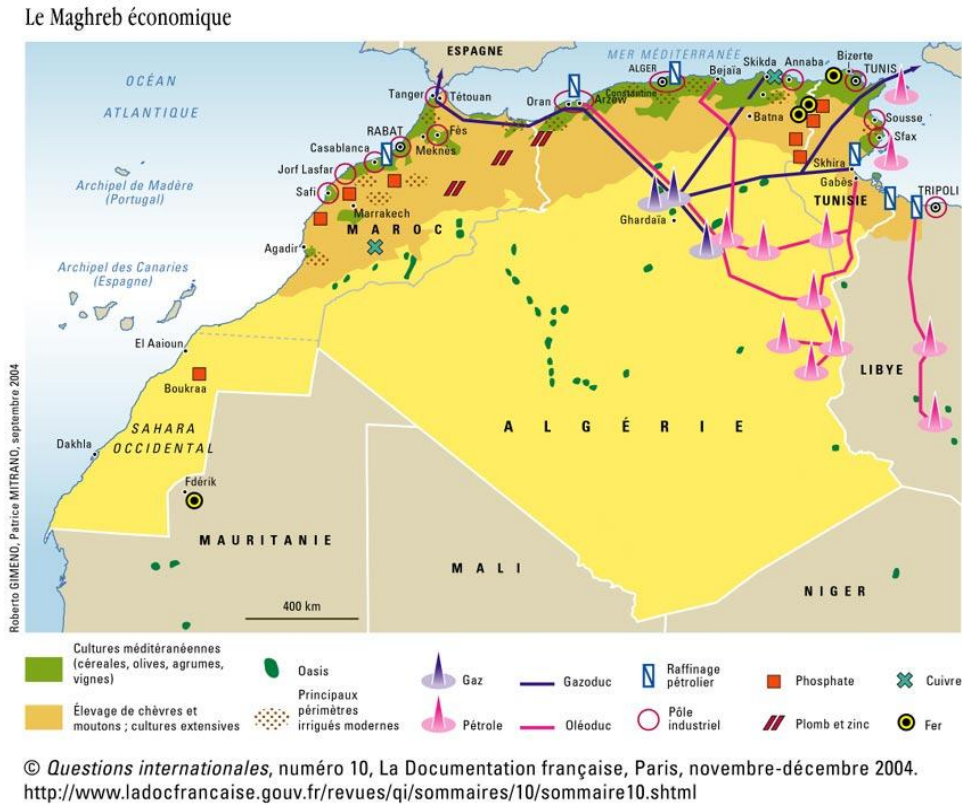 Le Maghreb économique
ESPAGNE
MER MÉDITERRANÉE
OCÉAN
ATLANTIQUE
Tanger
Tétouan
Oran
Arzew
ALGER
Bejaïa
Constantine
Skikda
Annaba
Bizerte
TUNIS
Batna
Sousse
Sfax
RABAT
Fès
Meknès
Casablanca
Jorf Lasfar
Safi
Marrakech
MAROC
Agadir
Archipel de Madère
(Portugal)
Archipel des Canaries
(Espagne)
Skhira
Gabès
TUNISIE
TRIPOLI
Ghardaïa
El Aaioun
Boukraa
SAHARA
OCCIDENTAL
Dakhla
Fdérik
ALGÉRIE
LIBYE
MAURITANIE
MALI
NIGER
400 km
Roberto GIMENO, Patrice MITRANO, septembre 2004
Cultures méditéranéennes
(céreales, olives, agrumes,
vignes)
Élevage de chèvres et
moutons ; cultures extensives
Oasis
Principaux
périmètres
irrigués modernes
Gaz
Pétrole
Gazoduc
Oléoduc
Raffinage
pétrolier
Pôle
industriel
Phosphate
Plomb et zinc
Cuivre
Fer
© Questions internationales, numéro 10, La Documentation française, Paris, novembre-décembre 2004.
http://www.ladocfrancaise.gouv.fr/revues/qi/sommaires/10/sommaire10.shtml